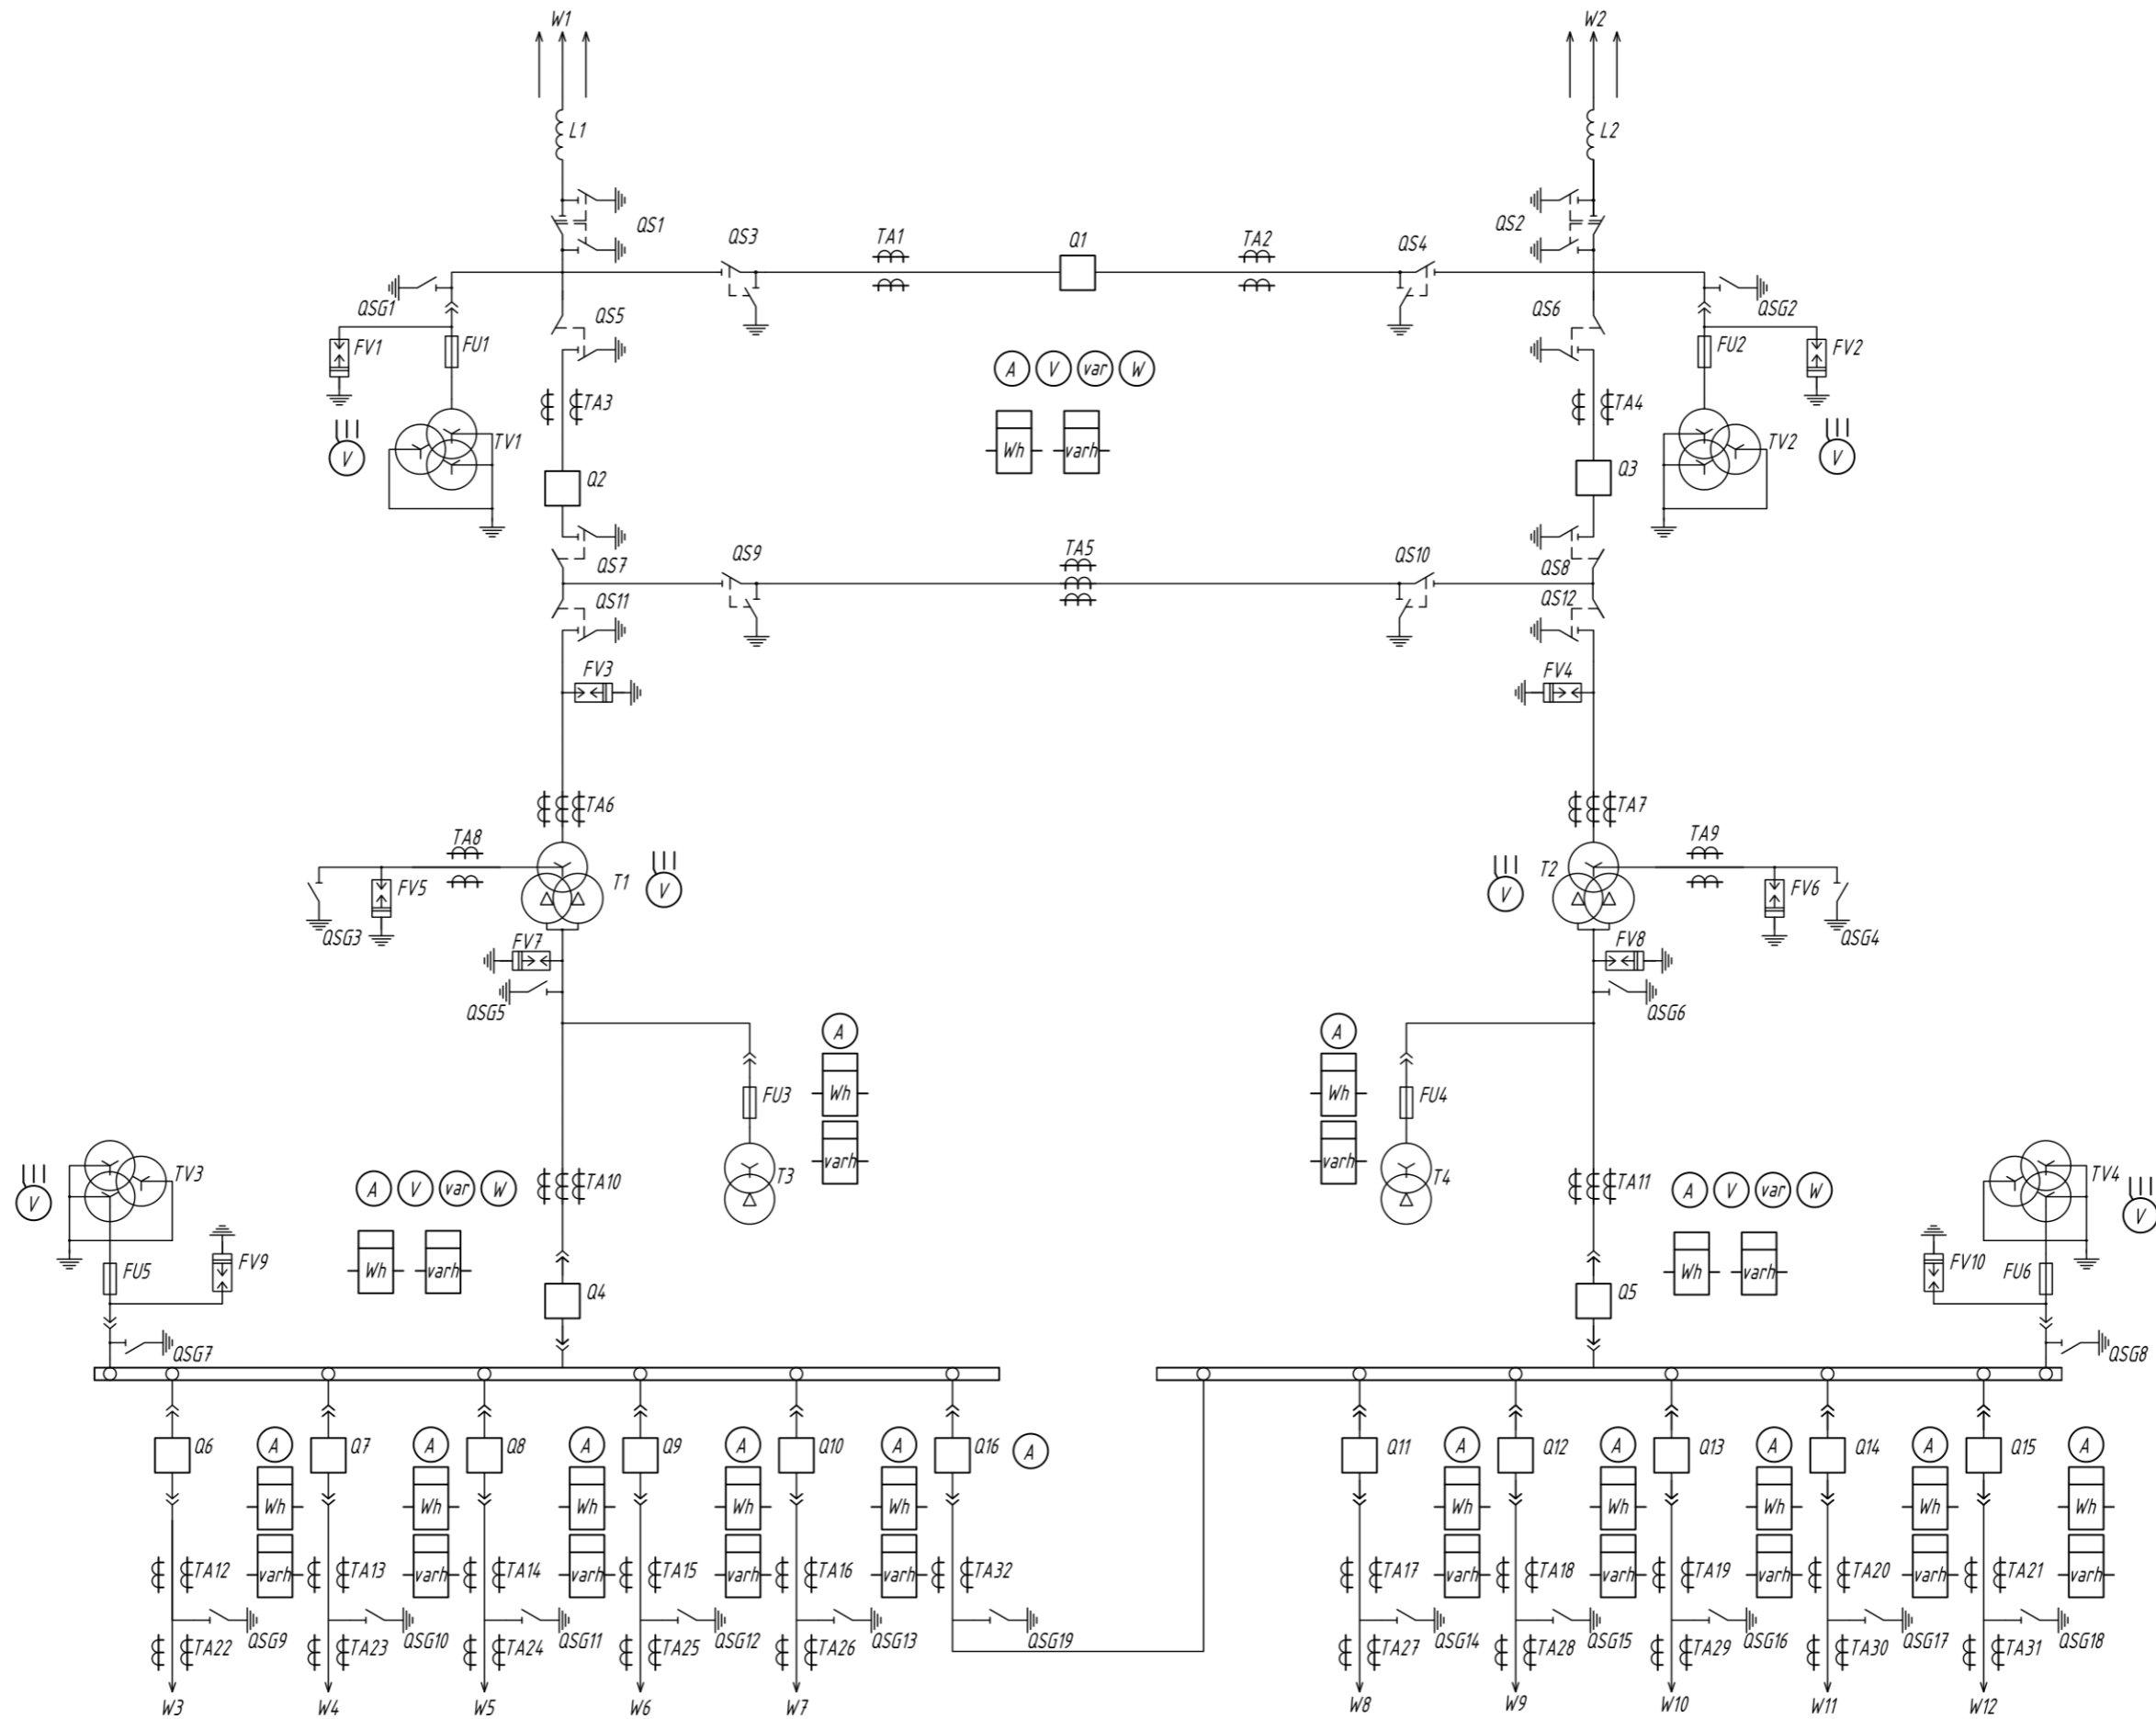 W1 W2
L1 L2
QS1 QS2
QS3 TA1 Q1 TA2 QS4
QSG1 QS5 QS6 QSG2
FV1 FU1 FU2 FV2
A V var W
TA3 TA4
Wh varh
V TV1 TV2 V
Q2 Q3
QS7 QS9 TA5 QS10 QS8
QS11 QS12
FV3 FV4
TA6 TA7
TA8 TA9
FV5 T1 V V T2 FV6
QSG3 FV7 FV8 QSG4
QSG5 QSG6
A A
FU3 Wh Wh FU4
T3 varh varh T4
V TV3 A V var W TA10 TA11 A V var W TV4 V
FU5 FV9 Wh varh Wh varh FV10 FU6
Q4 Q5
QSG7 QSG8
Q6 A Q7 A Q8 A Q9 A Q10 A Q16 A Q11 A Q12 A Q13 A Q14 A Q15 A
Wh Wh Wh Wh Wh Wh Wh Wh Wh Wh
TA12 varh TA13 varh TA14 varh TA15 varh TA16 varh TA32 TA17 varh TA18 varh TA19 varh TA20 varh TA21 varh
QSG9 QSG10 QSG11 QSG12 QSG13 QSG19 QSG14 QSG15 QSG16 QSG17 QSG18
TA22 TA23 TA24 TA25 TA26 TA27 TA28 TA29 TA30 TA31
W3 W4 W5 W6 W7 W8 W9 W10 W11 W12